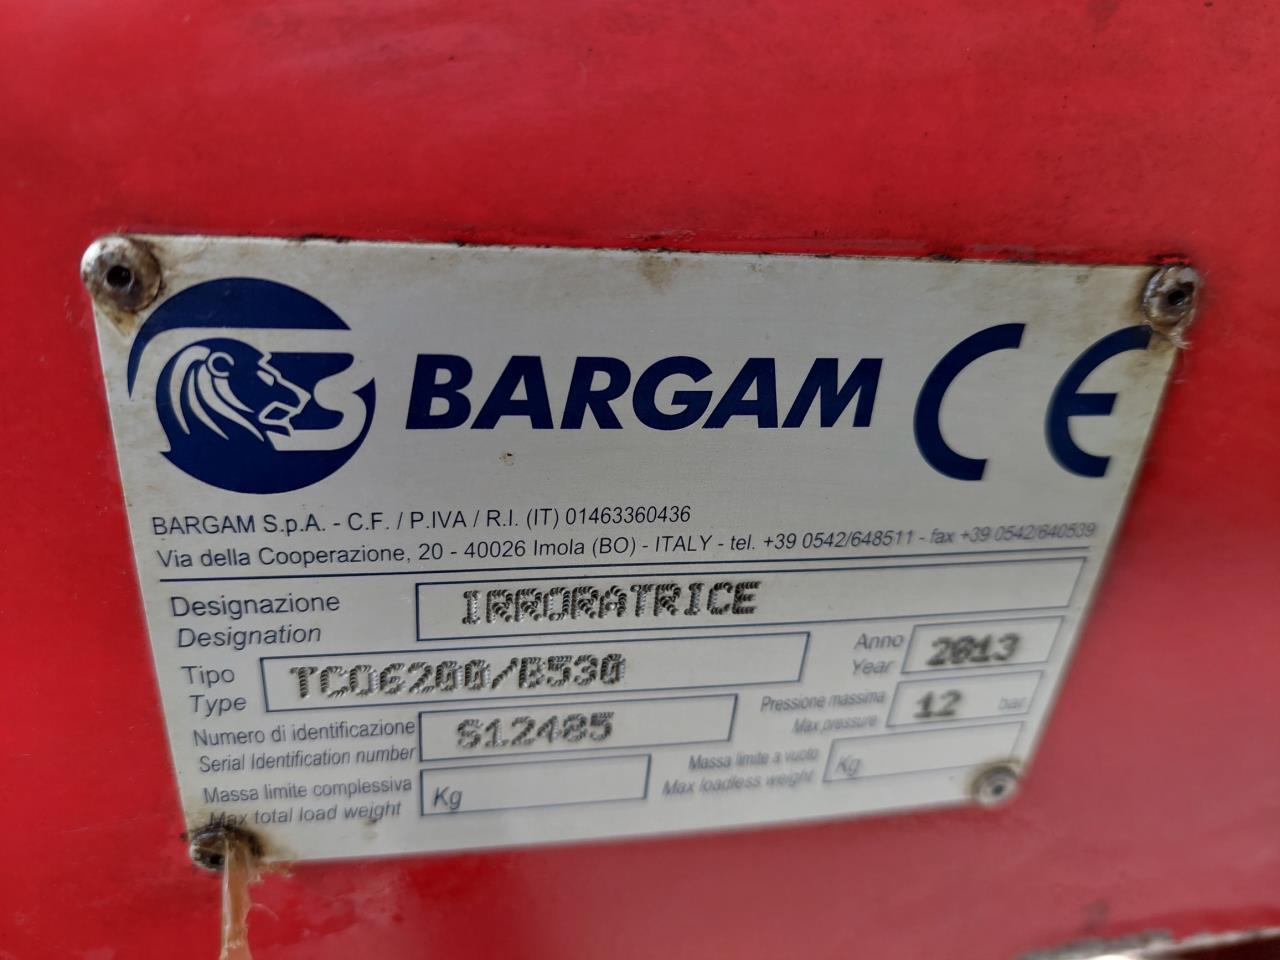 BARGAM CE
BARGAM S.p.A. - C.F. / P.IVA / R.I. (IT) 01463360436
Via della Cooperazione, 20 - 40026 Imola (BO) - ITALY - tel. +39 0542/648511 - fax +39 0542/640539
Designazione
Designation
IRRORATRICE
Tipo
Type
TCO6200/B530
Anno
Year
2013
Numero di identificazione
Serial Identification number
S12485
Pressione massima
Max pressure
12 bar
Massa limite complessiva
Max total load weight
Kg
Massa limite a vuoto
Max loadless weight
Kg